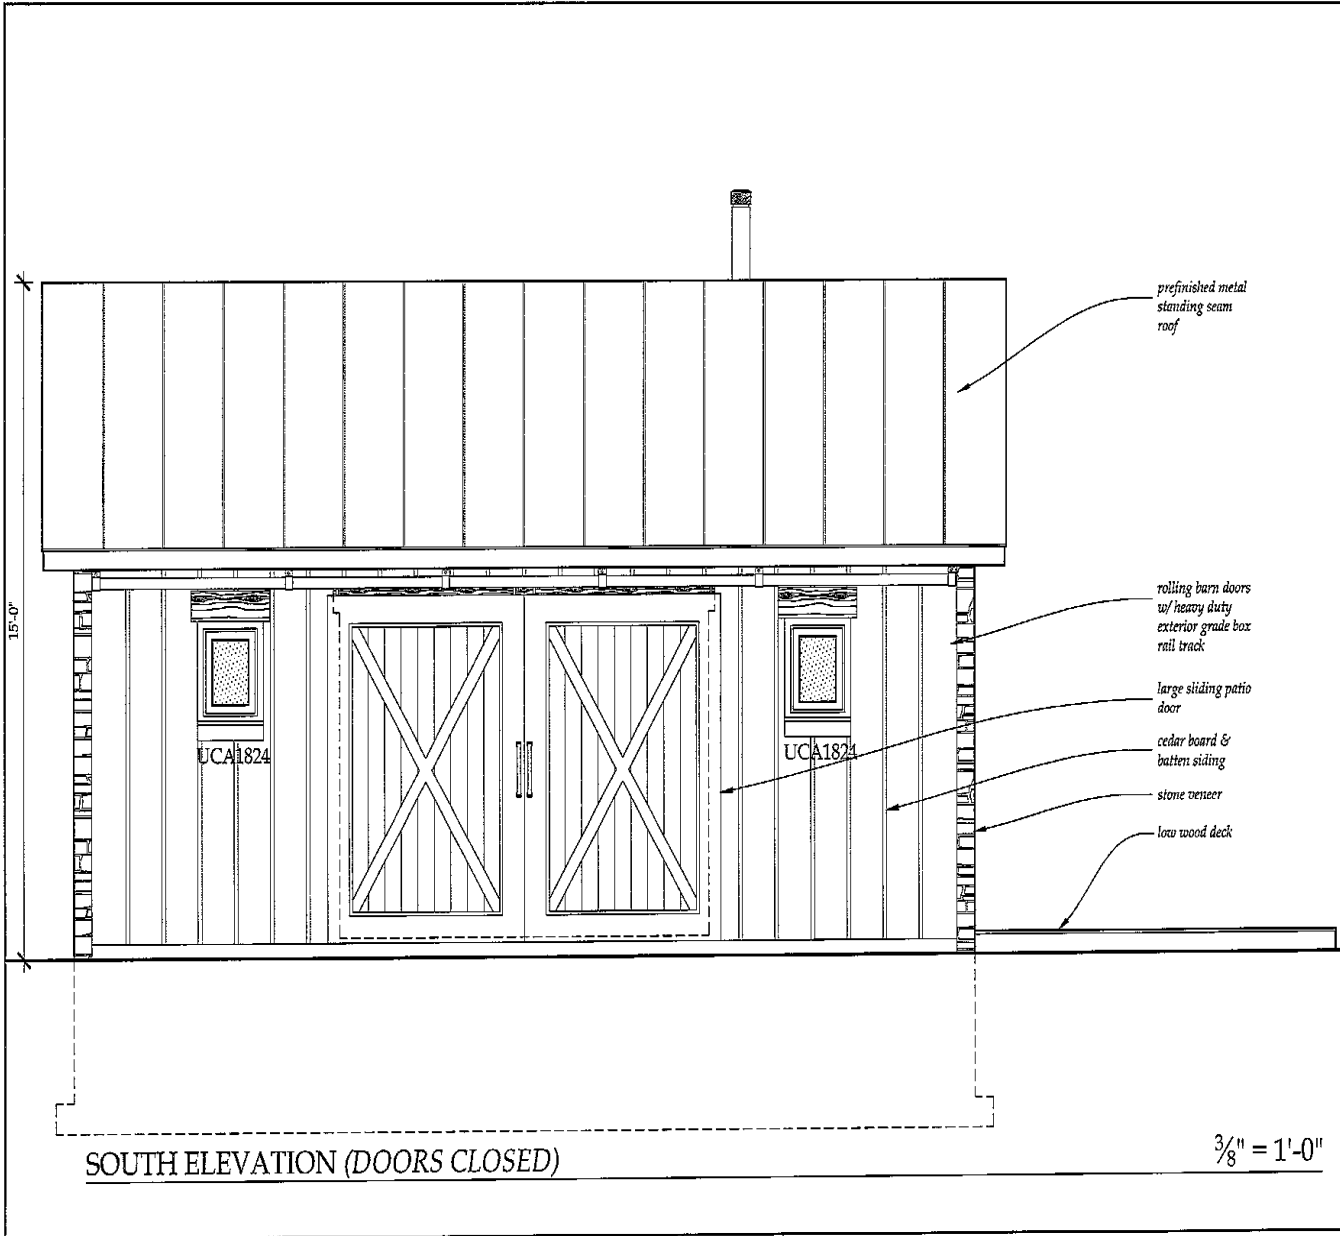 prefinished metal
standing seam
roof
15'-0"
rolling barn doors
w/ heavy duty
exterior grade box
rail track
large sliding patio
door
UCA1824
UCA1824
cedar board &
batten siding
stone veneer
low wood deck
SOUTH ELEVATION (DOORS CLOSED)
3/8" = 1'-0"